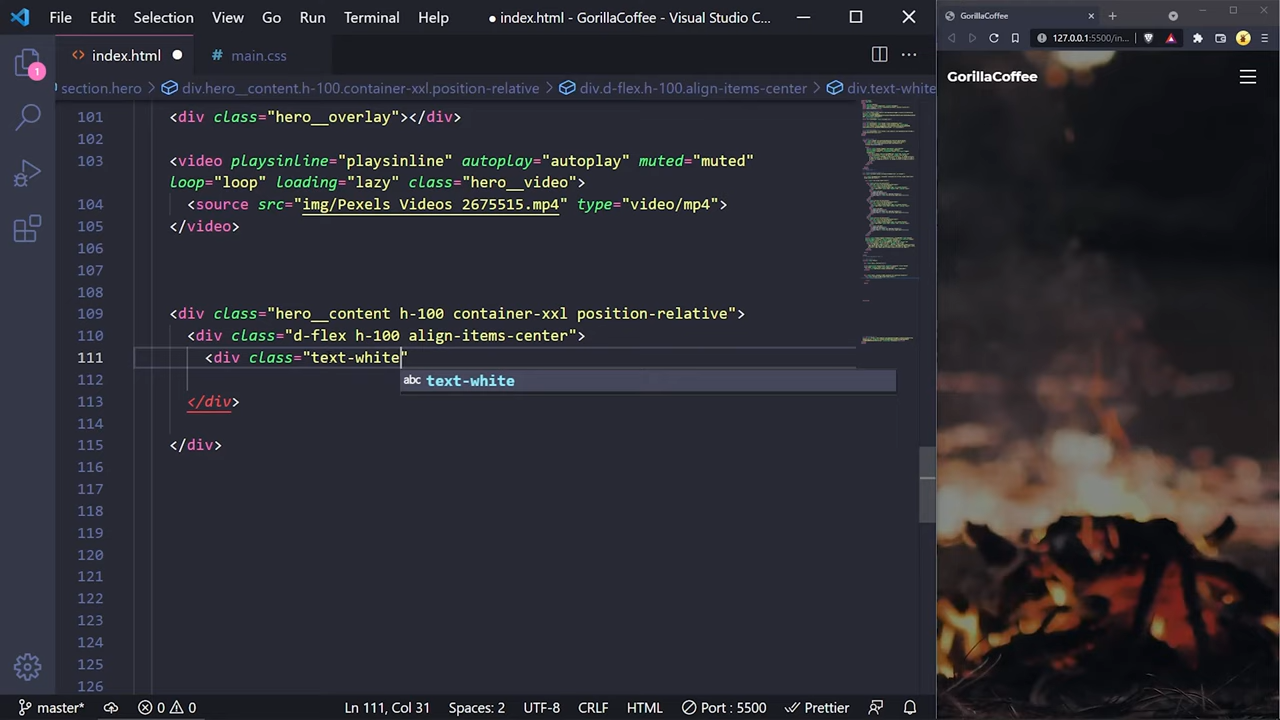 File Edit Selection View Go Run Terminal Help
● index.html - GorillaCoffee - Visual Studio C...
<> index.html ●
# main.css
section.hero > div.hero__content.h-100.container-xxl.position-relative > div.d-flex.h-100.align-items-center > div.text-white
1
101 <div class="hero__overlay"></div>
102
103 <video playsinline="playsinline" autoplay="autoplay" muted="muted"
loop="loop" loading="lazy" class="hero__video">
104 <source src="img/Pexels Videos 2675515.mp4" type="video/mp4">
105 </video>
106
107
108
109 <div class="hero__content h-100 container-xxl position-relative">
110 <div class="d-flex h-100 align-items-center">
111 <div class="text-white"
abc text-white
112
113 </div>
114
115 </div>
116
117
118
119
120
121
122
123
124
125
126
master* 0 0 Ln 111, Col 31 Spaces: 2 UTF-8 CRLF HTML Port : 5500 Prettier
GorillaCoffee
127.0.0.1:5500/in...
GorillaCoffee